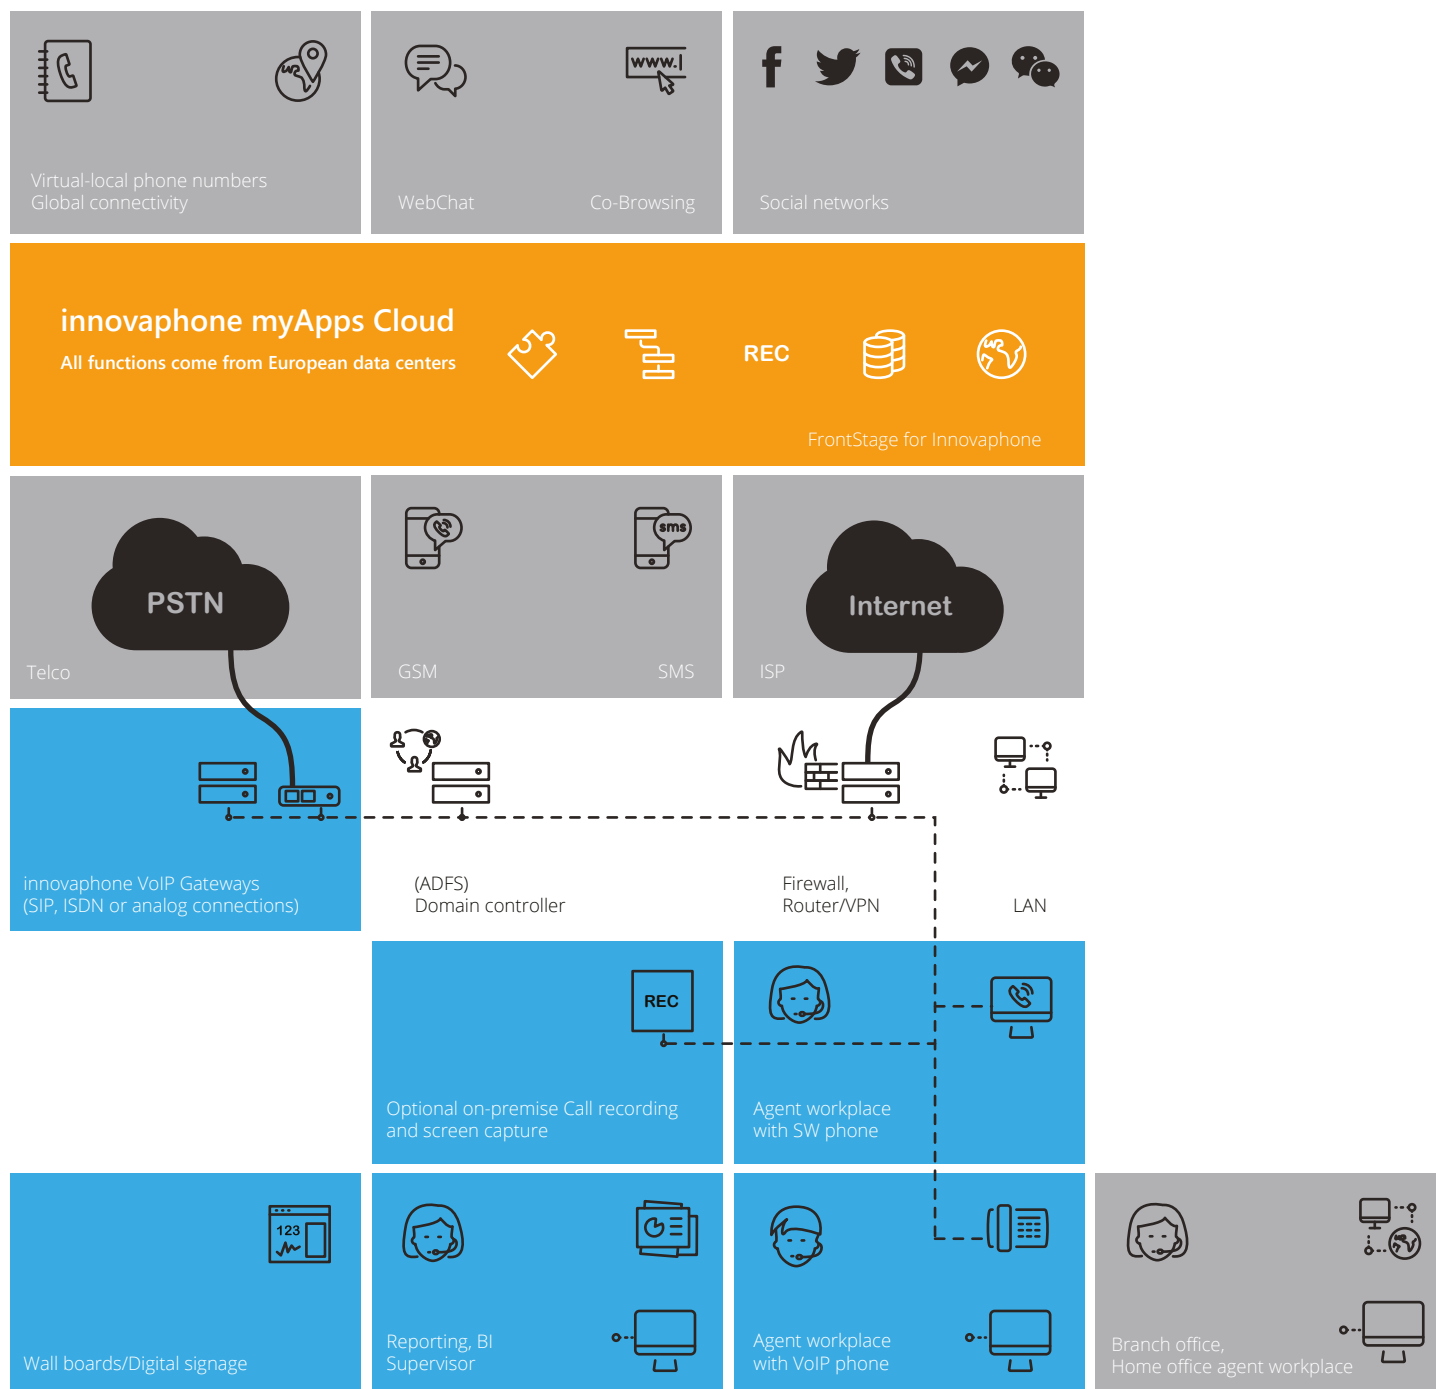 www.
Virtual-local phone numbers
Global connectivity
WebChat
Co-Browsing
Social networks
innovaphone myApps Cloud
All functions come from European data centers
REC
FrontStage for Innovaphone
PSTN
Telco
sms
GSM
SMS
Internet
ISP
innovaphone VoIP Gateways
(SIP, ISDN or analog connections)
(ADFS)
Domain controller
Firewall,
Router/VPN
LAN
REC
Optional on-premise Call recording
and screen capture
Agent workplace
with SW phone
123
Wall boards/Digital signage
Reporting, BI
Supervisor
Agent workplace
with VoIP phone
Branch office,
Home office agent workplace